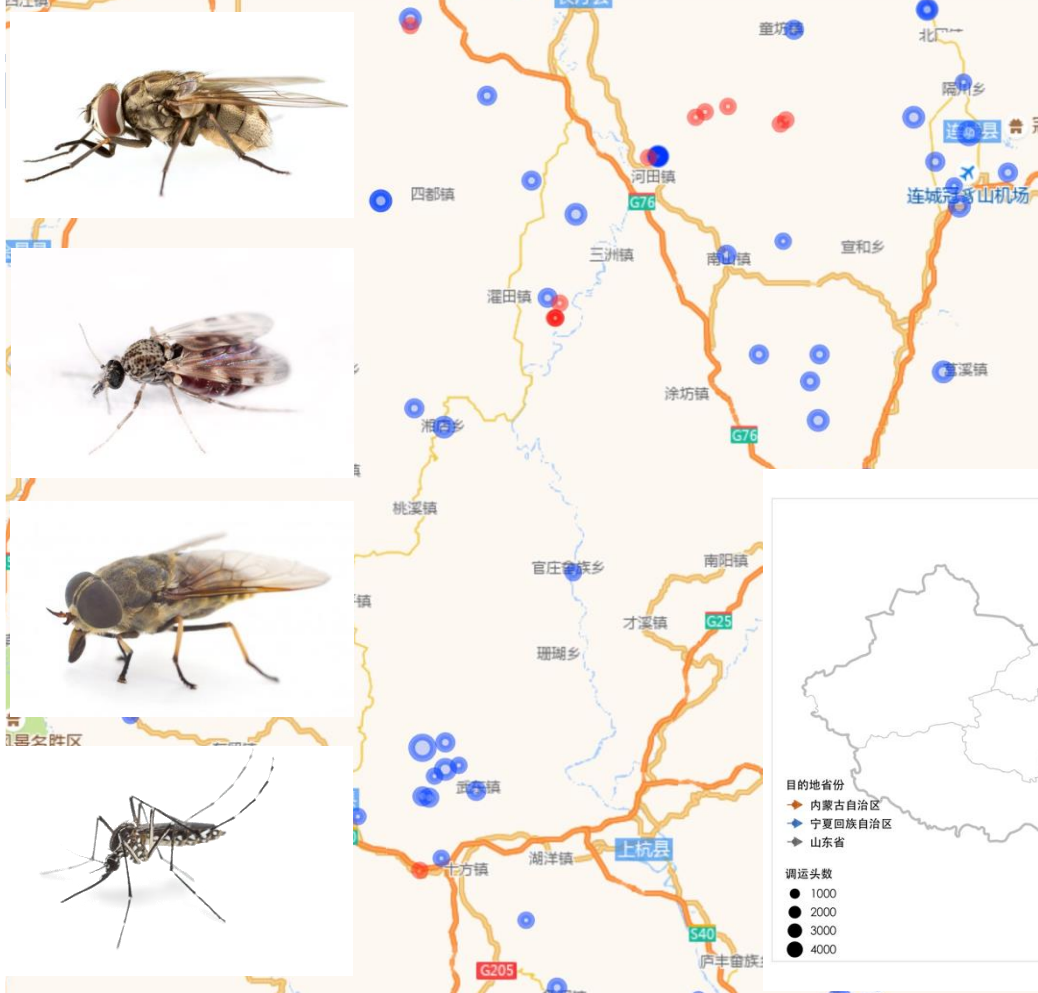 童坊镇
隔川乡
四都镇
河田镇
G76
连城冠豸山机场
三洲镇
南山镇
宣和乡
灌田镇
涂坊镇
莒溪镇
湘店乡
G76
桃溪镇
官庄畲族乡
南阳镇
才溪镇
G25
珊瑚乡
目的地省份
内蒙古自治区
宁夏回族自治区
山东省
武东镇
调运头数
1000
2000
3000
4000
上杭县
湖洋镇
十方镇
S40
G205